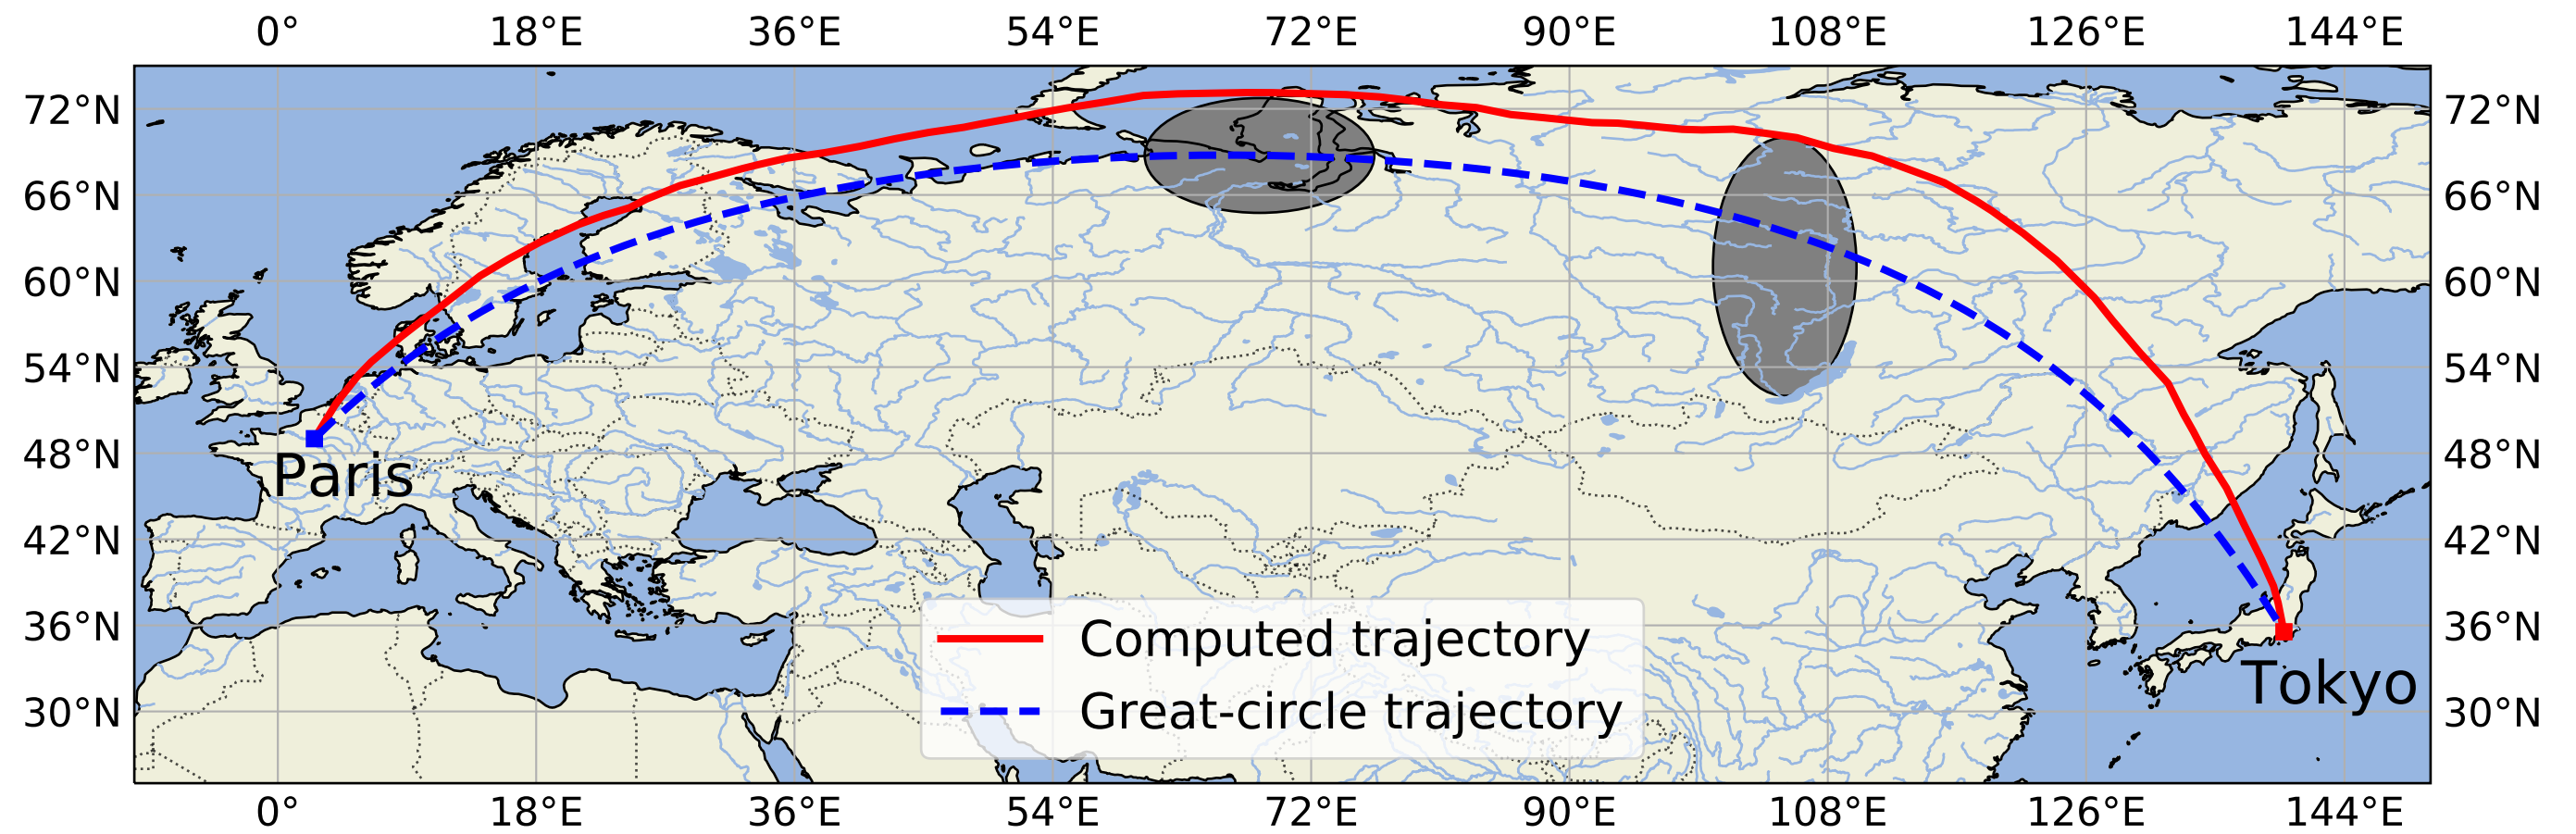 0° 18°E 36°E 54°E 72°E 90°E 108°E 126°E 144°E
72°N 72°N
66°N 66°N
60°N 60°N
54°N 54°N
48°N 48°N
Paris
42°N 42°N
36°N 36°N
Computed trajectory
Tokyo
30°N 30°N
Great-circle trajectory
0° 18°E 36°E 54°E 72°E 90°E 108°E 126°E 144°E